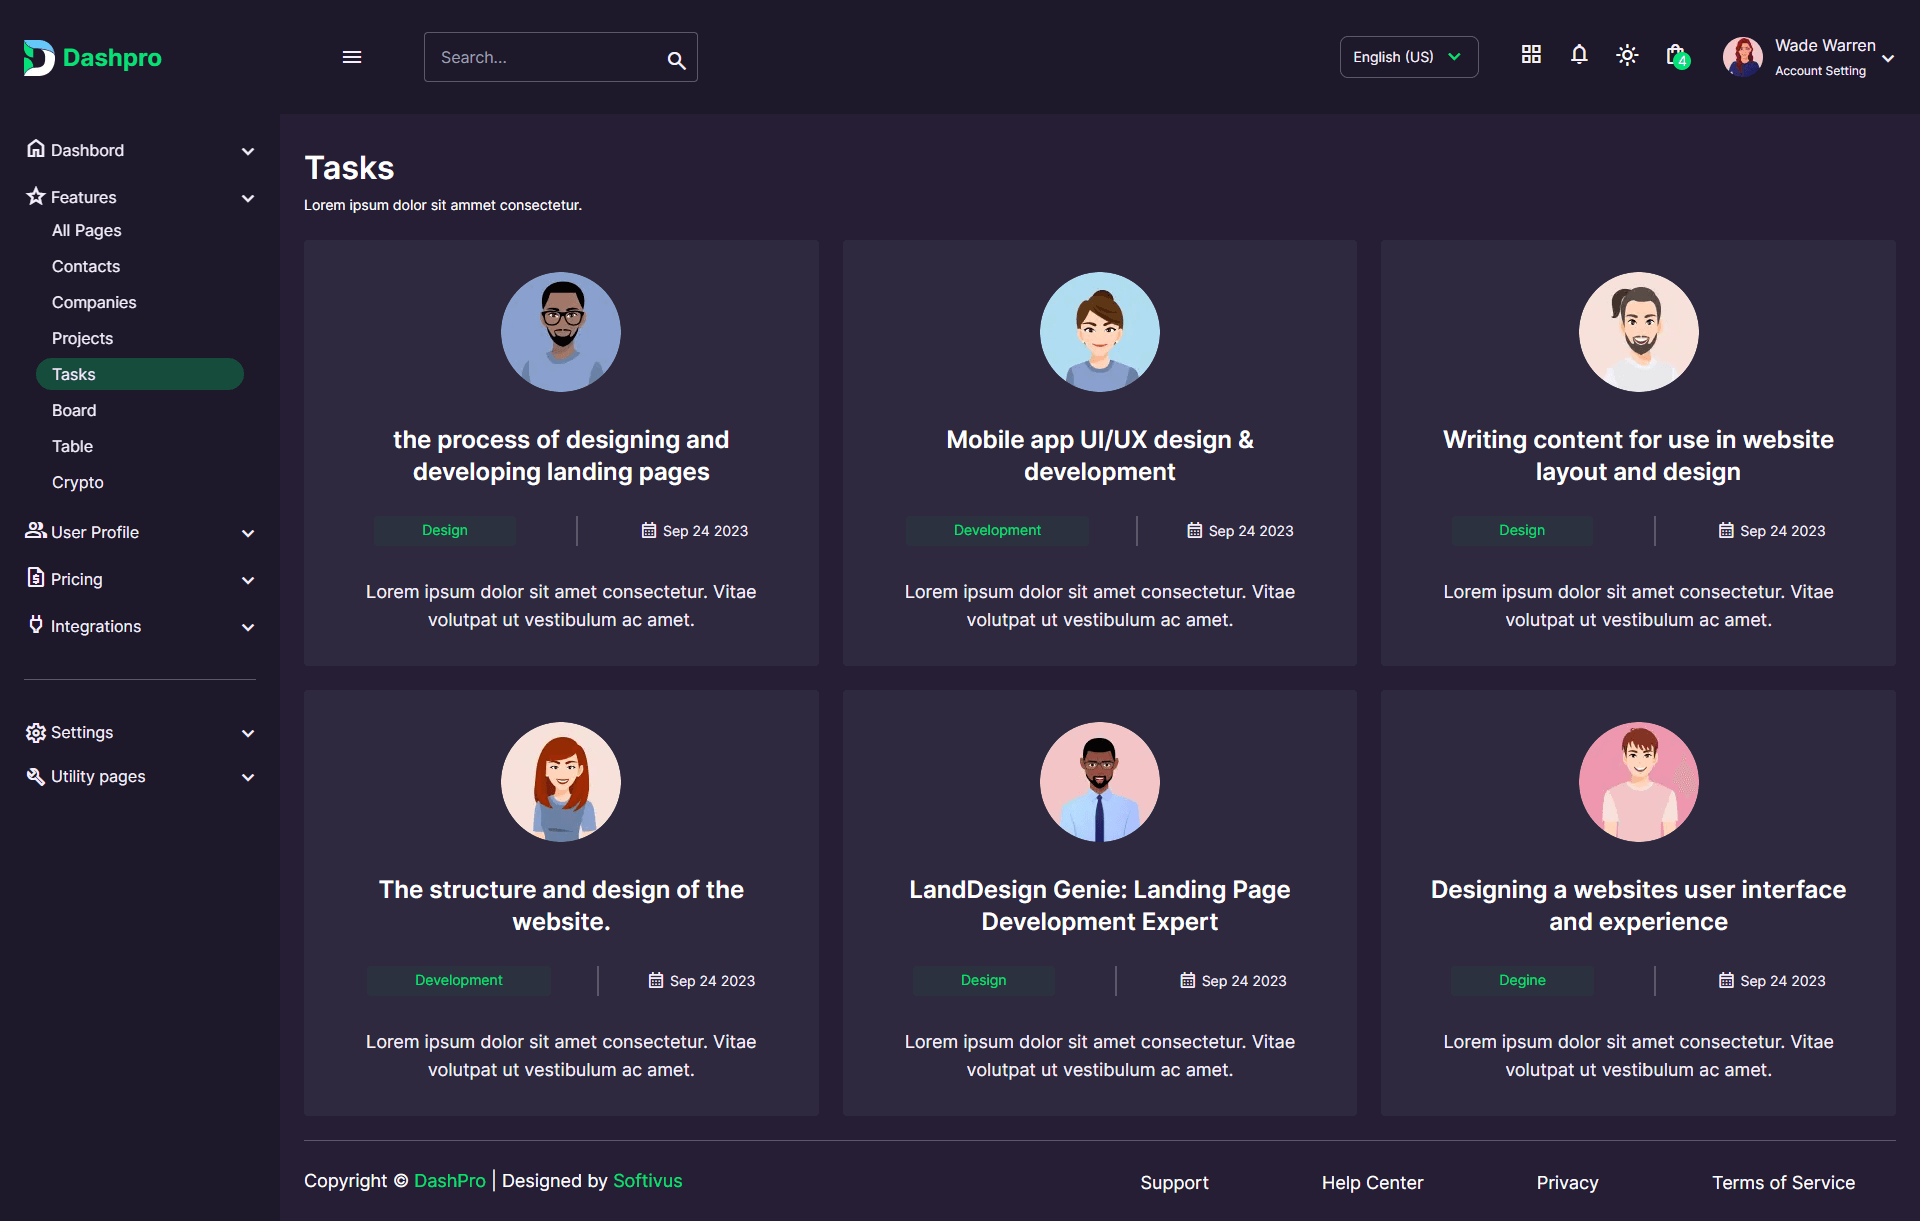 Dashpro
Search...
English (US)
4
Wade Warren
Account Setting
Dashbord
Features
All Pages
Contacts
Companies
Projects
Tasks
Board
Table
Crypto
User Profile
Pricing
Integrations
Settings
Utility pages
Tasks
Lorem ipsum dolor sit ammet consectetur.
the process of designing and
developing landing pages
Design
Sep 24 2023
Lorem ipsum dolor sit amet consectetur. Vitae
volutpat ut vestibulum ac amet.
Mobile app UI/UX design &
development
Development
Sep 24 2023
Lorem ipsum dolor sit amet consectetur. Vitae
volutpat ut vestibulum ac amet.
Writing content for use in website
layout and design
Design
Sep 24 2023
Lorem ipsum dolor sit amet consectetur. Vitae
volutpat ut vestibulum ac amet.
The structure and design of the
website.
Development
Sep 24 2023
Lorem ipsum dolor sit amet consectetur. Vitae
volutpat ut vestibulum ac amet.
LandDesign Genie: Landing Page
Development Expert
Design
Sep 24 2023
Lorem ipsum dolor sit amet consectetur. Vitae
volutpat ut vestibulum ac amet.
Designing a websites user interface
and experience
Degine
Sep 24 2023
Lorem ipsum dolor sit amet consectetur. Vitae
volutpat ut vestibulum ac amet.
Copyright © DashPro | Designed by Softivus
Support
Help Center
Privacy
Terms of Service